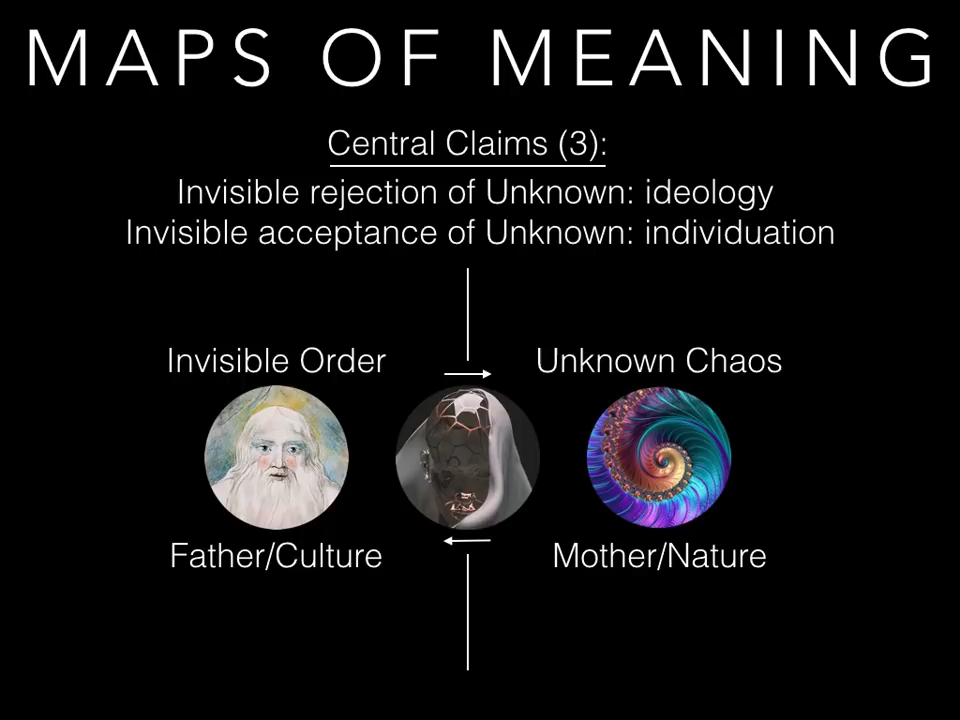 MAPS OF MEANING
Central Claims (3):
Invisible rejection of Unknown: ideology
Invisible acceptance of Unknown: individuation
Invisible Order
Unknown Chaos
Father/Culture
Mother/Nature